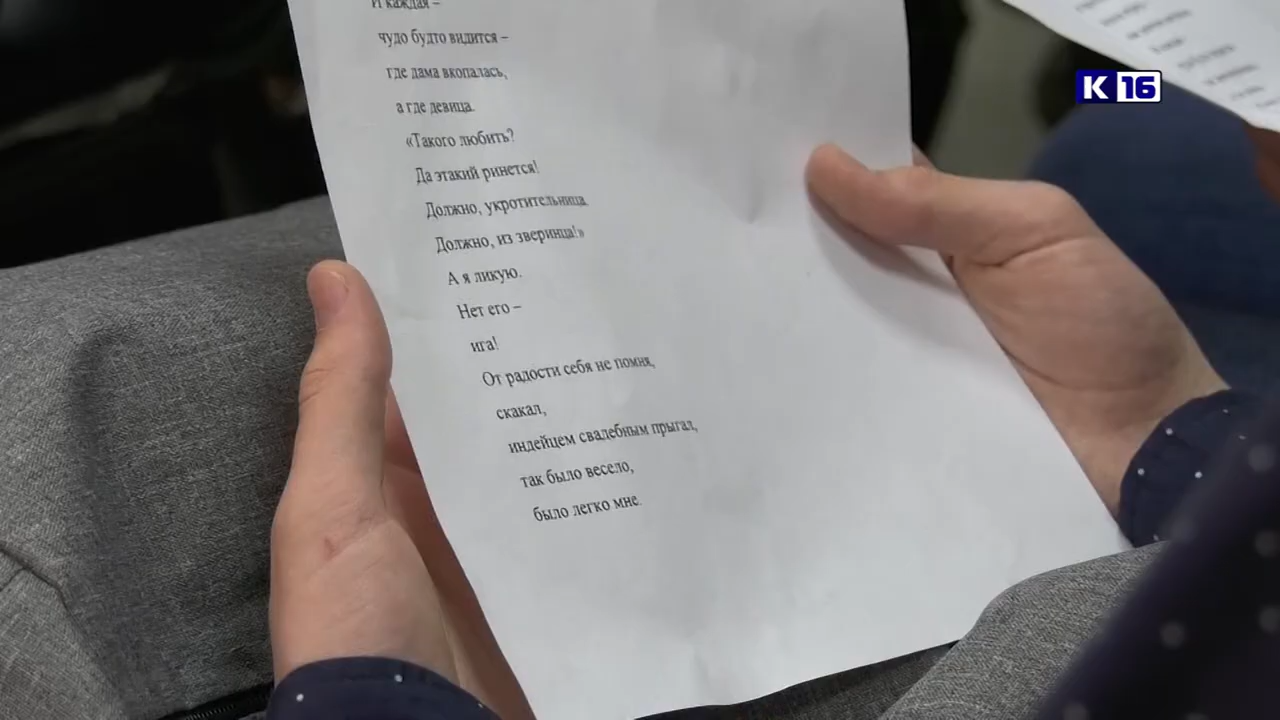 И каждая –
чудо будто видится –
где дама вкопалась,
а где девица.
«Такого любить?
Да этакий ринется!
Должно, укротительница.
Должно, из зверинца!»
А я ликую.
Нет его –
ига!
От радости себя не помня,
скакал,
индейцем свадебным прыгал,
так было весело,
было легко мне.
K 16